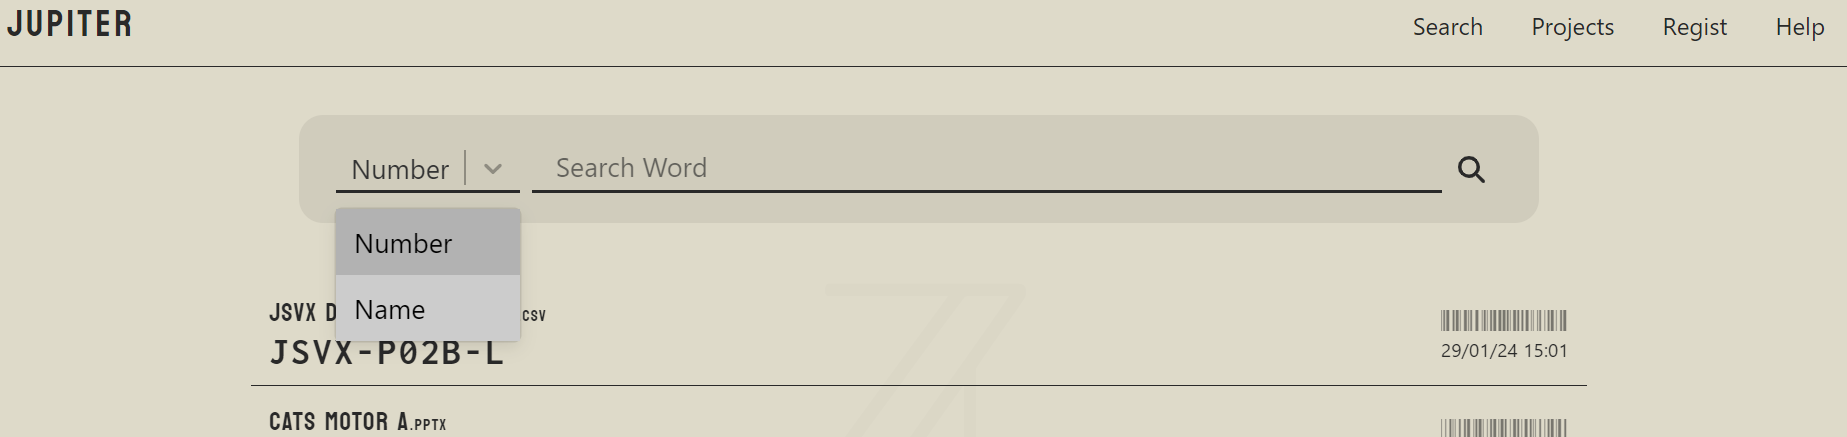 JUPITER
Search Projects Regist Help
Number Search Word
Number
Name
JSVX CSV
JSVX-P02B-L
29/01/24 15:01
CATS MOTOR A.PPTX